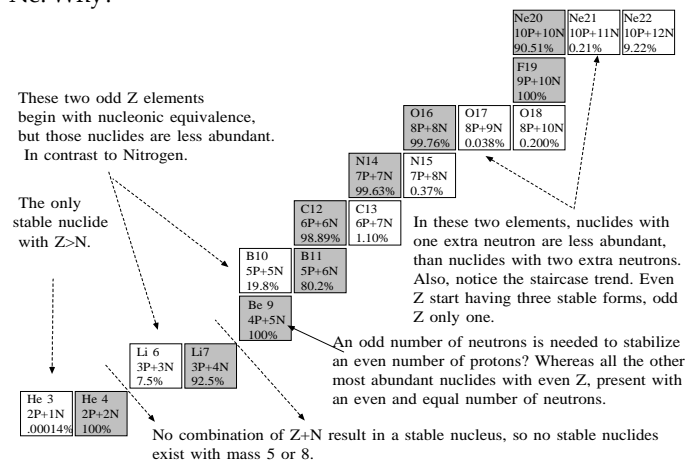 Ne. Why?
Ne20
10P+10N
90.51%
Ne21
10P+11N
0.21%
Ne22
10P+12N
9.22%
F19
9P+10N
100%
These two odd Z elements
begin with nucleonic equivalence,
but those nuclides are less abundant.
In contrast to Nitrogen.
O16
8P+8N
99.76%
O17
8P+9N
0.038%
O18
8P+10N
0.200%
N14
7P+7N
99.63%
N15
7P+8N
0.37%
The only
stable nuclide
with Z>N.
C12
6P+6N
98.89%
C13
6P+7N
1.10%
In these two elements, nuclides with
one extra neutron are less abundant,
than nuclides with two extra neutrons.
Also, notice the staircase trend. Even
Z start having three stable forms, odd
Z only one.
B10
5P+5N
19.8%
B11
5P+6N
80.2%
Be 9
4P+5N
100%
An odd number of neutrons is needed to stabilize
an even number of protons? Whereas all the other
most abundant nuclides with even Z, present with
an even and equal number of neutrons.
Li 6
3P+3N
7.5%
Li7
3P+4N
92.5%
He 3
2P+1N
.00014%
He 4
2P+2N
100%
No combination of Z+N result in a stable nucleus, so no stable nuclides
exist with mass 5 or 8.